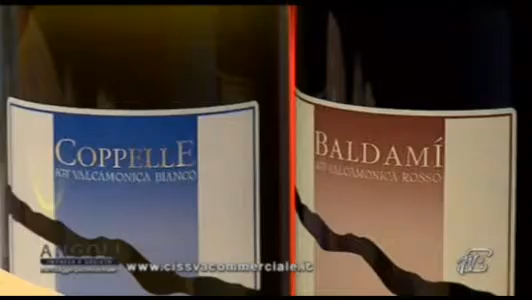 COPPELLE
IGT VALCAMONICA BIANCO
BALDAMÍ
IGT VALCAMONICA ROSSO
ANGOLI
www.cissvacommerciale.it